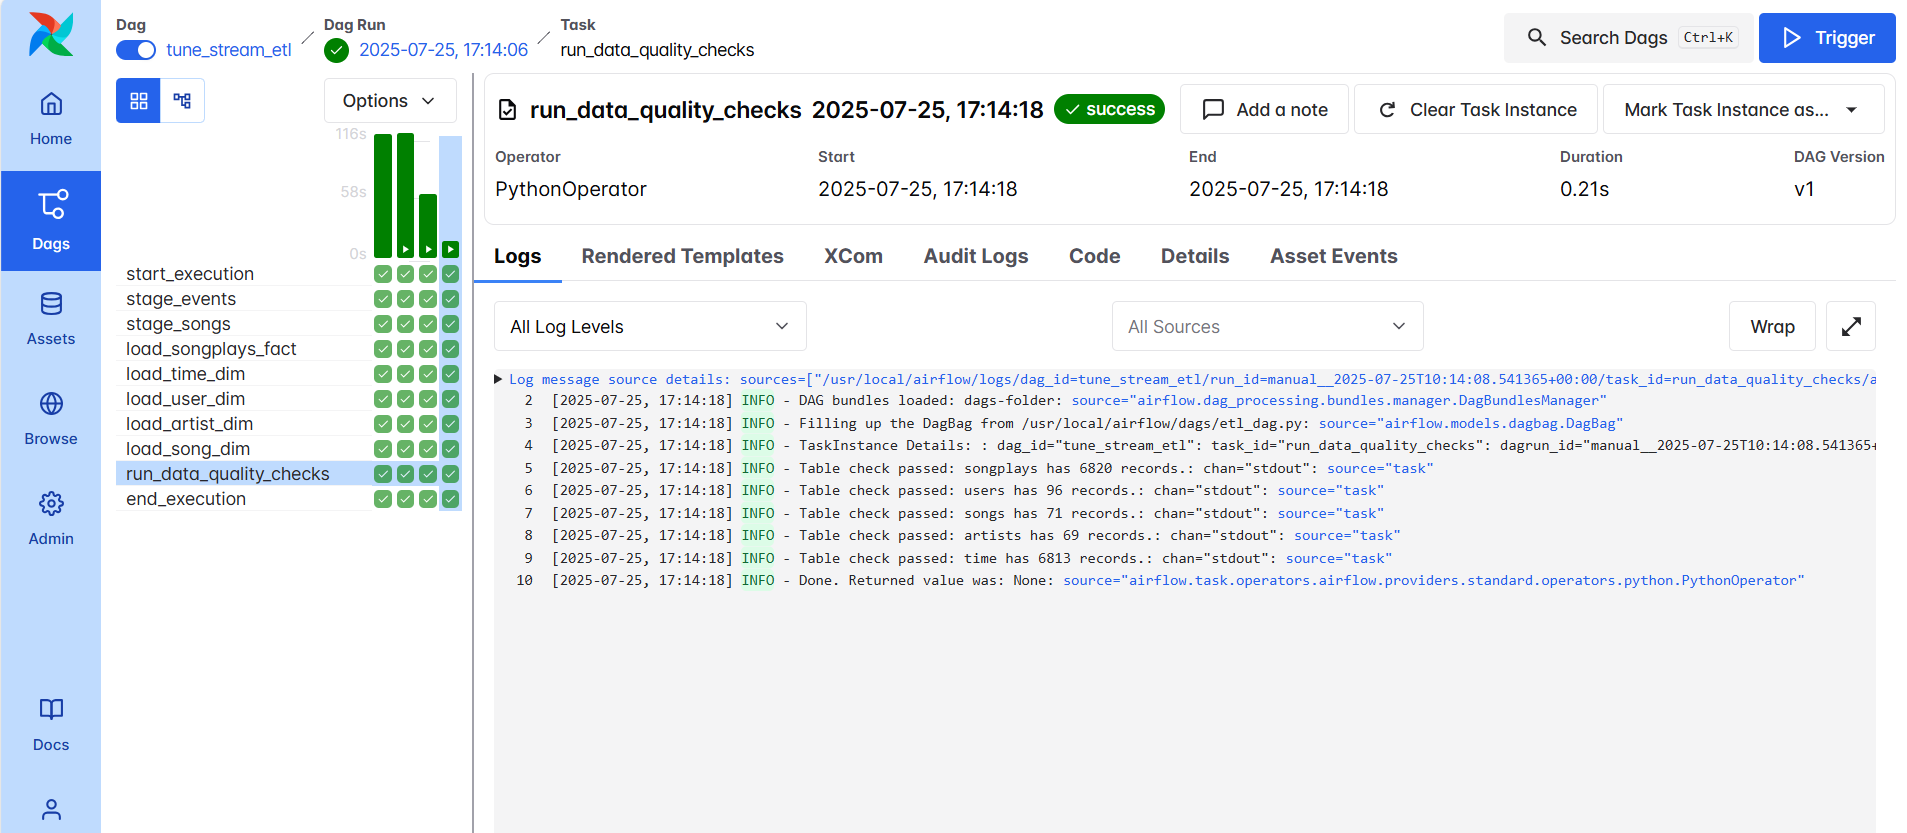 Dag
tune_stream_etl
Dag Run
2025-07-25, 17:14:06
Task
run_data_quality_checks
Search Dags Ctrl+K
Trigger
Home
Dags
Assets
Browse
Admin
Docs
Options
116s
58s
0s
start_execution
stage_events
stage_songs
load_songplays_fact
load_time_dim
load_user_dim
load_artist_dim
load_song_dim
run_data_quality_checks
end_execution
run_data_quality_checks 2025-07-25, 17:14:18 success
Add a note
Clear Task Instance
Mark Task Instance as...
Operator Start End Duration DAG Version
PythonOperator 2025-07-25, 17:14:18 2025-07-25, 17:14:18 0.21s v1
Logs Rendered Templates XCom Audit Logs Code Details Asset Events
All Log Levels All Sources Wrap
Log message source details: sources=["/usr/local/airflow/logs/dag_id=tune_stream_etl/run_id=manual__2025-07-25T10:14:08.541365+00:00/task_id=run_data_quality_checks/a
2 [2025-07-25, 17:14:18] INFO - DAG bundles loaded: dags-folder: source="airflow.dag_processing.bundles.manager.DagBundlesManager"
3 [2025-07-25, 17:14:18] INFO - Filling up the DagBag from /usr/local/airflow/dags/etl_dag.py: source="airflow.models.dagbag.DagBag"
4 [2025-07-25, 17:14:18] INFO - TaskInstance Details: : dag_id="tune_stream_etl": task_id="run_data_quality_checks": dagrun_id="manual__2025-07-25T10:14:08.541365+
5 [2025-07-25, 17:14:18] INFO - Table check passed: songplays has 6820 records.: chan="stdout": source="task"
6 [2025-07-25, 17:14:18] INFO - Table check passed: users has 96 records.: chan="stdout": source="task"
7 [2025-07-25, 17:14:18] INFO - Table check passed: songs has 71 records.: chan="stdout": source="task"
8 [2025-07-25, 17:14:18] INFO - Table check passed: artists has 69 records.: chan="stdout": source="task"
9 [2025-07-25, 17:14:18] INFO - Table check passed: time has 6813 records.: chan="stdout": source="task"
10 [2025-07-25, 17:14:18] INFO - Done. Returned value was: None: source="airflow.task.operators.airflow.providers.standard.operators.python.PythonOperator"